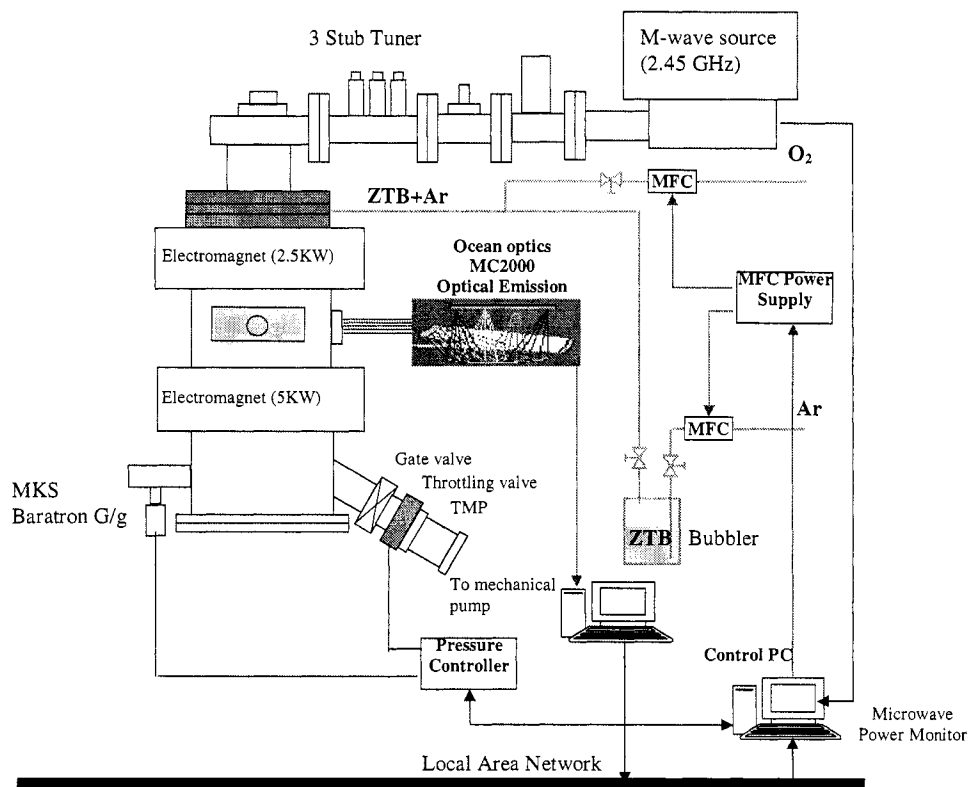 3 Stub Tuner
M-wave source
(2.45 GHz)
O₂
MFC
ZTB+Ar
Electromagnet (2.5KW)
Ocean optics
MC2000
Optical Emission
MFC Power
Supply
Electromagnet (5KW)
Ar
MFC
Gate valve
Throttling valve
TMP
MKS
Baratron G/g
ZTB
Bubbler
To mechanical
pump
Pressure
Controller
Control PC
Microwave
Power Monitor
Local Area Network